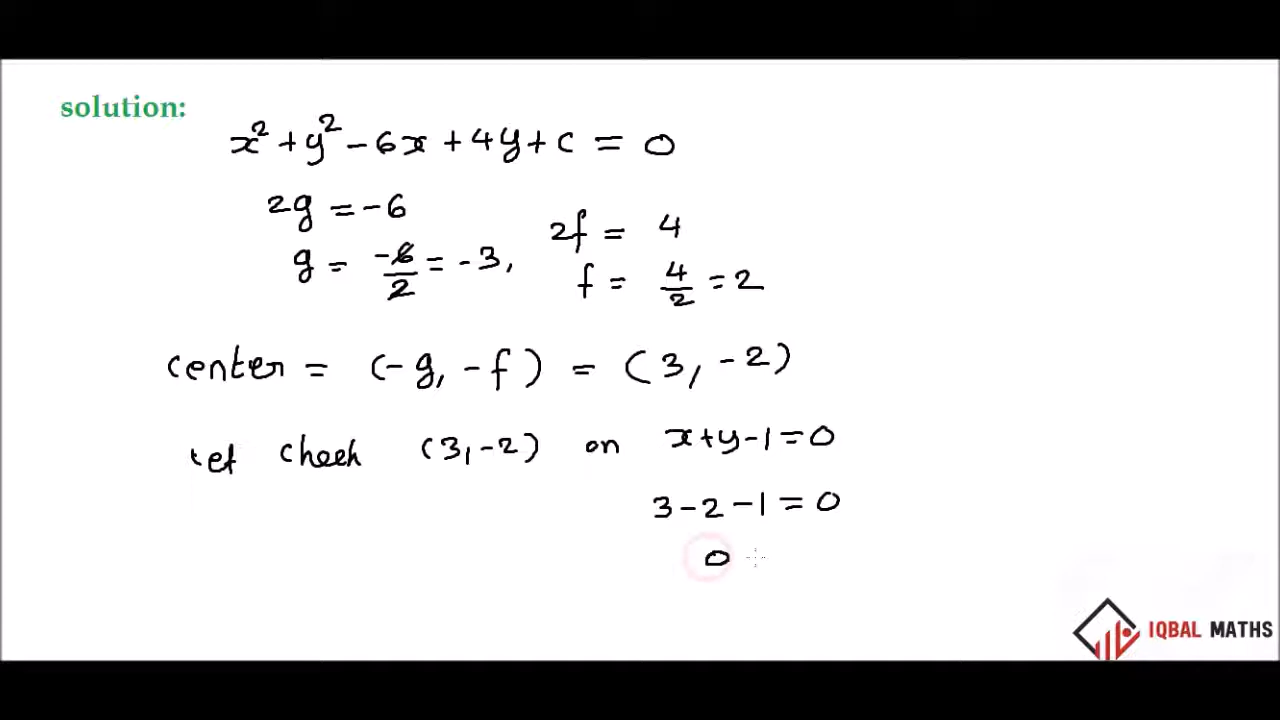 solution:
x² + y² - 6x + 4y + c = 0
2g = -6
g = -6/2 = -3,
2f = 4
f = 4/2 = 2
center = (-g, -f) = (3, -2)
Let check (3, -2) on x+y-1=0
3-2-1=0
0
IQBAL MATHS